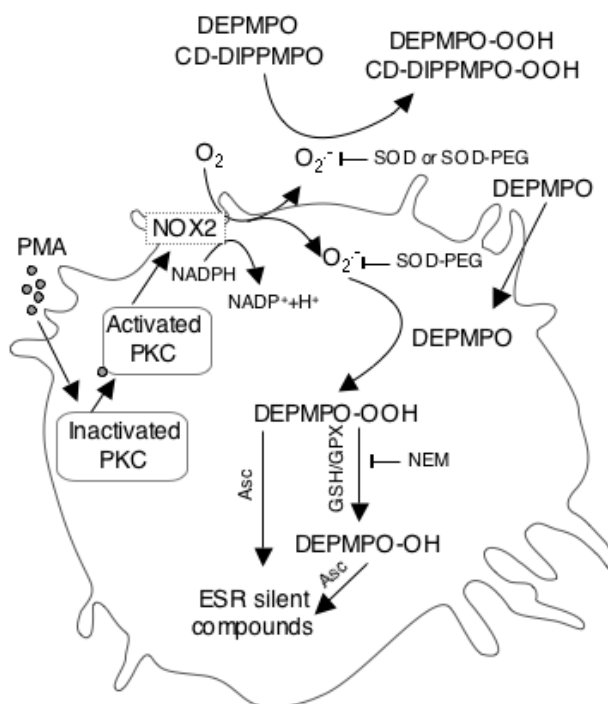 DEPMPO
CD-DIPPMPO
DEPMPO-OOH
CD-DIPPMPO-OOH
O₂
O₂·-
SOD or SOD-PEG
DEPMPO
NOX2
PMA
NADPH
O₂·-
SOD-PEG
NADP⁺+H⁺
Activated
PKC
DEPMPO
Inactivated
PKC
DEPMPO-OOH
Asc
GSH/GPX
NEM
DEPMPO-OH
Asc
ESR silent
compounds